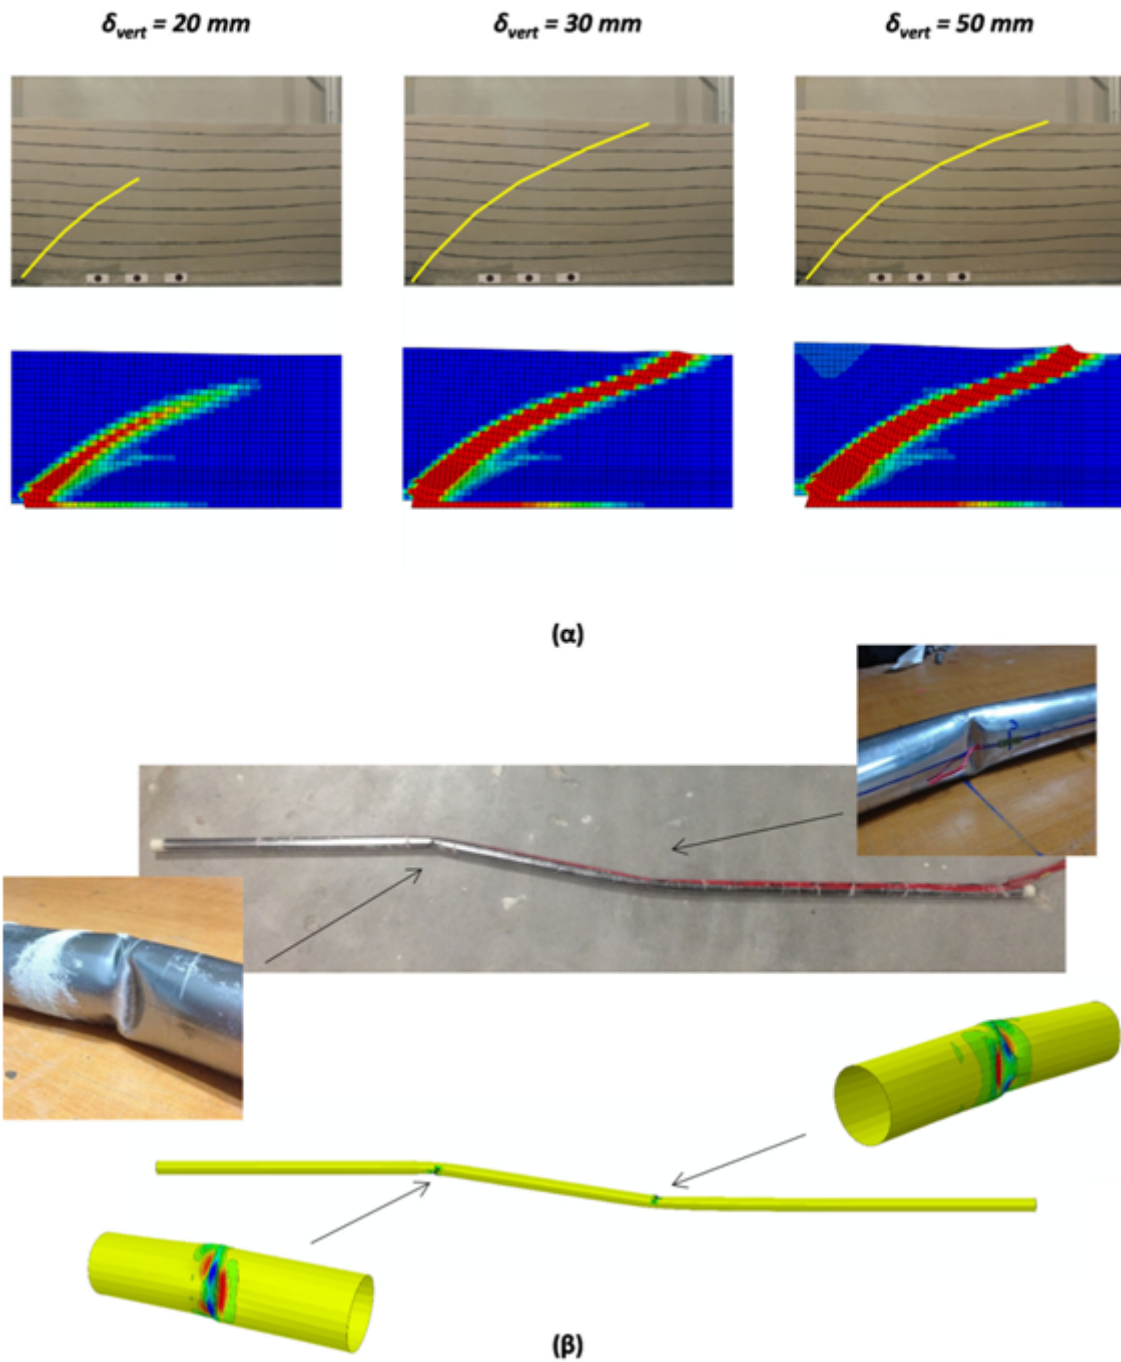 δvert = 20 mm
δvert = 30 mm
δvert = 50 mm
(α)
(β)